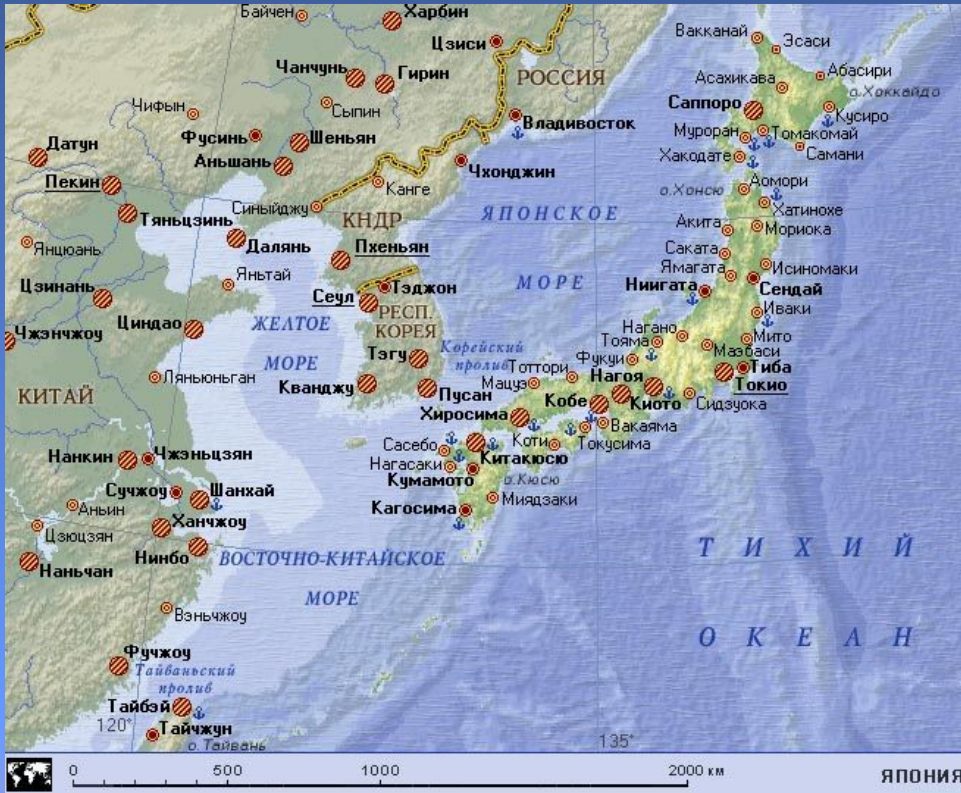 Байчен
Харбин
Цзиси
Вакканай
Эсаси
Чанчунь
Гирин
РОССИЯ
Асахикава
Абасири
о.Хоккайдо
Чифын
Сыпин
Саппоро
Кусиро
Владивосток
Фусинь
Шеньян
Муроран
Томакомай
Датун
Аньшань
Хакодате
Самани
Чхонджин
Пекин
Канге
о.Хонсю
Аомори
Синыйджу
КНДР
ЯПОНСКОЕ
Хатинохе
Тяньцзинь
Акита
Мориока
Янцюань
Далянь
Пхеньян
Саката
Яньтай
Ямагата
Исиномаки
Цзинань
Тэджон
МОРЕ
Ниигата
Сендай
Сеул
РЕСП.
КОРЕЯ
Иваки
Чжэнчжоу
Циндао
ЖЕЛТОЕ
Нагано
Тояма
Мито
МОРЕ
Тэгу
Корейский
пролив
Фукуи
Маэбаси
Тоттори
Тиба
Ляньюньган
Кванджу
Мацуэ
Нагоя
Токио
КИТАЙ
Пусан
Хиросима
Кобе
Киото
Сидзуока
Вакаяма
Сасебо
Коти
Токусима
Нанкин
Чжэньцзян
Нагасаки
Китакюсю
Кумамото
о.Кюсю
Сучжоу
Шанхай
Миядзаки
Аньин
Кагосима
Цзюцзян
Ханчжоу
Нинбо
ВОСТОЧНО-КИТАЙСКОЕ
ТИХИЙ
Наньчан
МОРЕ
Вэньчжоу
ОКЕАН
Фучжоу
Тайваньский
пролив
Тайбэй
120°
Тайчжун
о.Тайвань
135°
0 500 1000 2000 км
ЯПОНИЯ